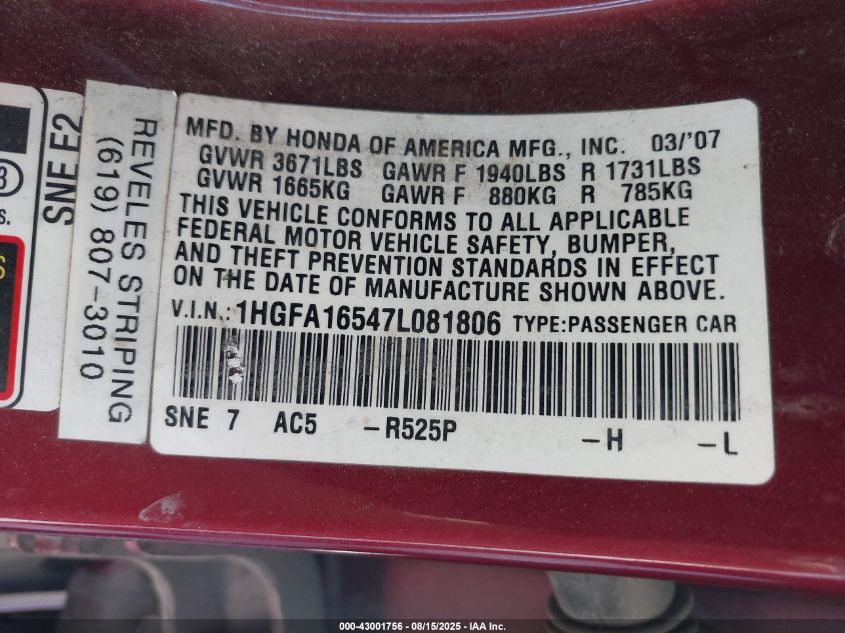 MFD. BY HONDA OF AMERICA MFG., INC. 03/'07
GVWR 3671LBS GAWR F 1940LBS R 1731LBS
GVWR 1665KG GAWR F 880KG R 785KG
THIS VEHICLE CONFORMS TO ALL APPLICABLE
FEDERAL MOTOR VEHICLE SAFETY, BUMPER,
AND THEFT PREVENTION STANDARDS IN EFFECT
ON THE DATE OF MANUFACTURE SHOWN ABOVE.
V.I.N.: 1HGFA16547L081806 TYPE:PASSENGER CAR
SNE 7 AC5 -R525P -H -L
REVELES STRIPING
(619) 807-3010
SNE F2
3
S.
S
000-43001756 - 08/15/2025 - IAA Inc.